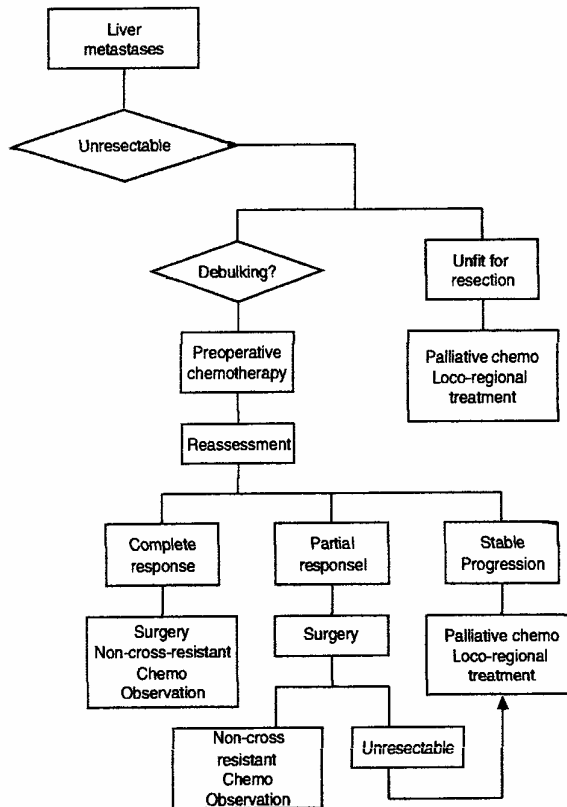 Liver
metastases
Unresectable
Debulking?
Unfit for
resection
Preoperative
chemotherapy
Palliative chemo
Loco-regional
treatment
Reassessment
Complete
response
Partial
responsel
Stable
Progression
Surgery
Non-cross-resistant
Chemo
Observation
Surgery
Palliative chemo
Loco-regional
treatment
Non-cross
resistant
Chemo
Observation
Unresectable